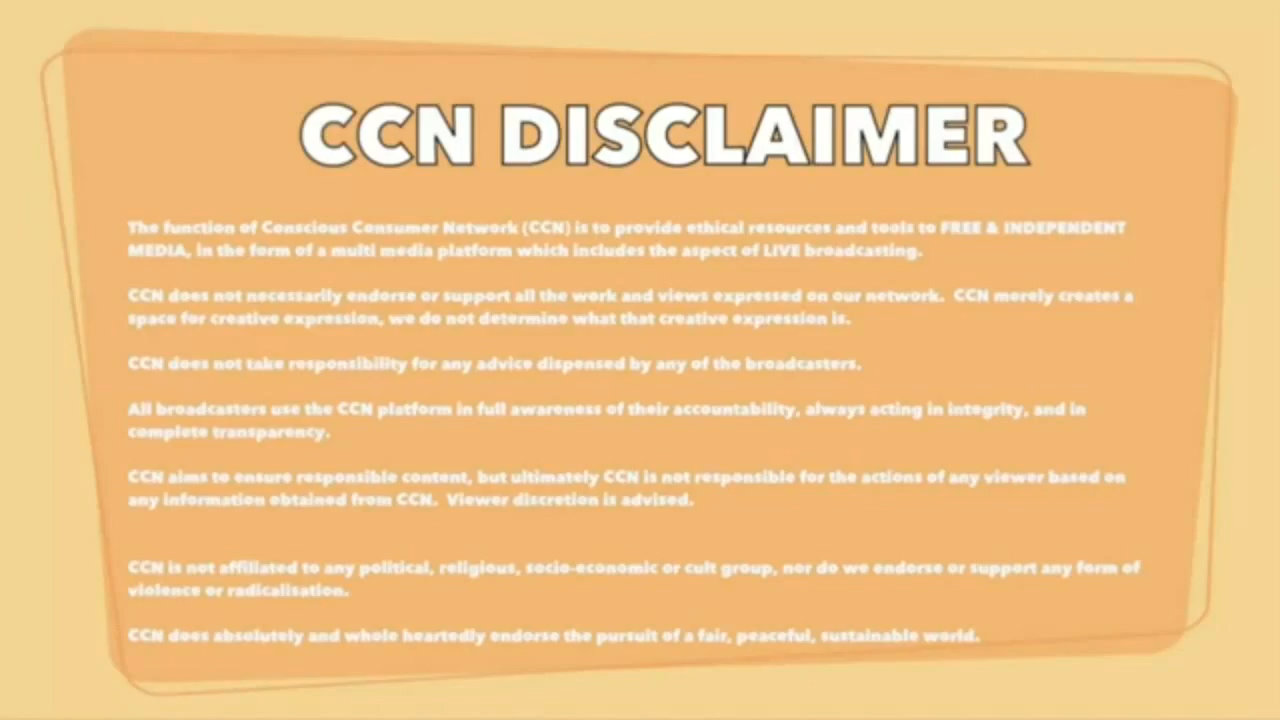 CCN DISCLAIMER
The function of Conscious Consumer Network (CCN) is to provide ethical resources and tools to FREE & INDEPENDENT
MEDIA, in the form of a multi media platform which includes the aspect of LIVE broadcasting.
CCN does not necessarily endorse or support all the work and views expressed on our network.  CCN merely creates a
space for creative expression, we do not determine what that creative expression is.
CCN does not take responsibility for any advice dispensed by any of the broadcasters.
All broadcasters use the CCN platform in full awareness of their accountability, always acting in integrity, and in
complete transparency.
CCN aims to ensure responsible content, but ultimately CCN is not responsible for the actions of any viewer based on
any information obtained from CCN.  Viewer discretion is advised.
CCN is not affiliated to any political, religious, socio-economic or cult group, nor do we endorse or support any form of
violence or radicalisation.
CCN does absolutely and whole heartedly endorse the pursuit of a fair, peaceful, sustainable world.